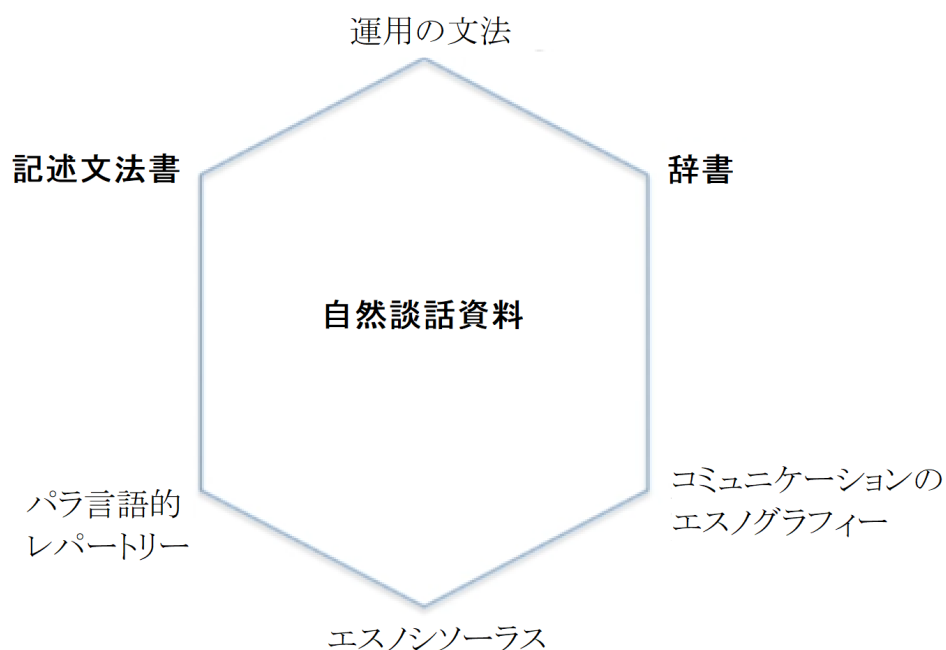 運用の文法
記述文法書
辞書
自然談話資料
パラ言語的
レパートリー
コミュニケーションの
エスノグラフィー
エスノシソーラス